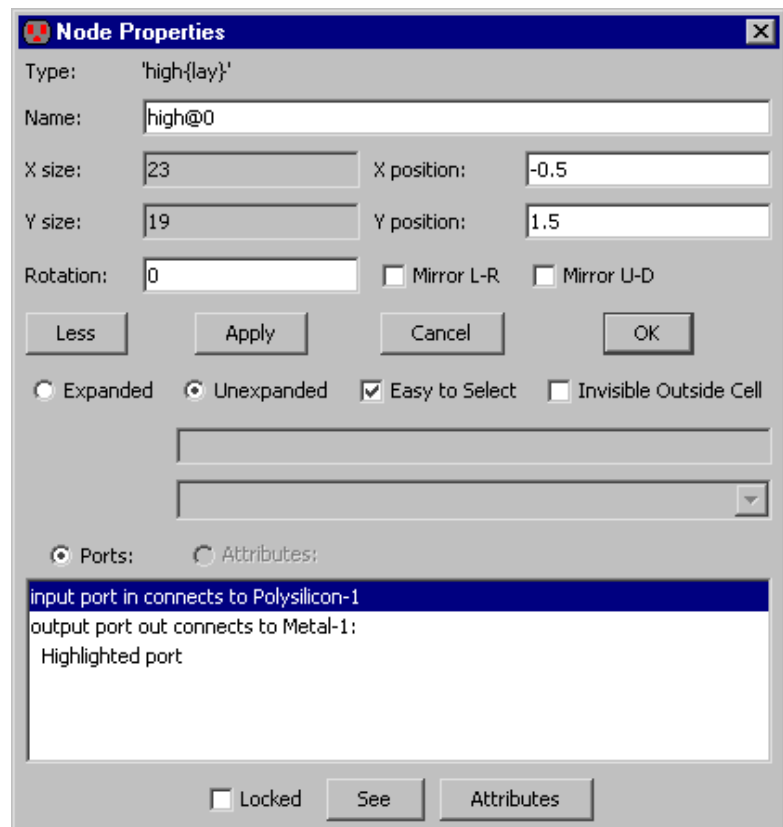 Node Properties
Type: 'high{lay}'
Name: high@0
X size: 23 X position: -0.5
Y size: 19 Y position: 1.5
Rotation: 0 Mirror L-R Mirror U-D
Less Apply Cancel OK
Expanded Unexpanded Easy to Select Invisible Outside Cell
Ports: Attributes:
input port in connects to Polysilicon-1
output port out connects to Metal-1:
Highlighted port
Locked See Attributes